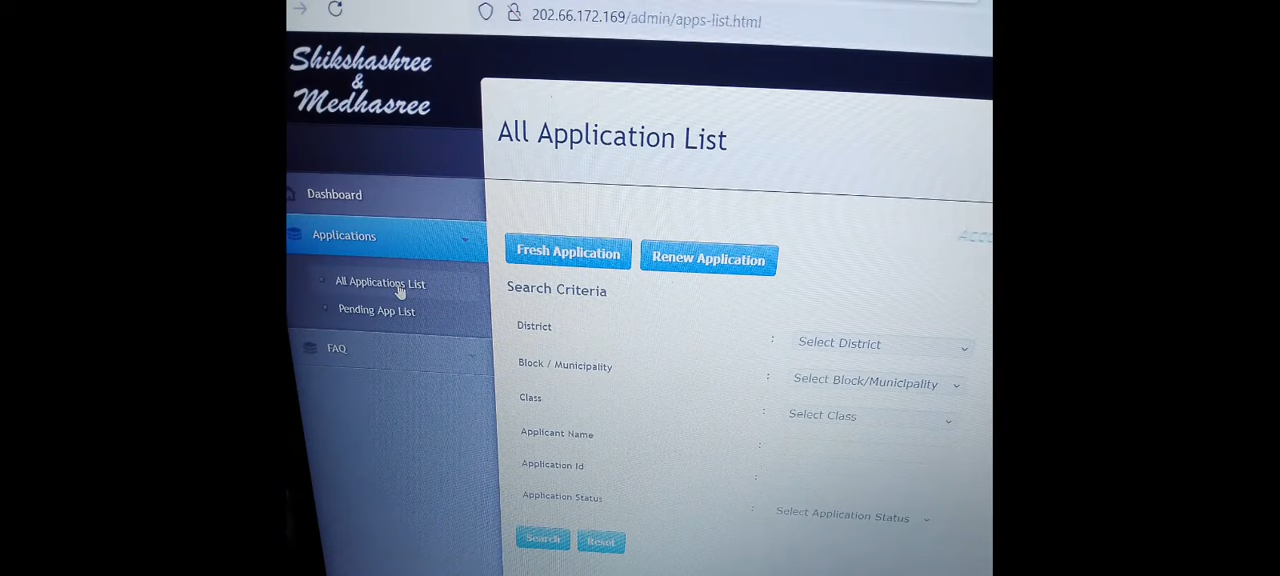 202.66.172.169/admin/apps-list.html
Shikshashree
&
Medhasree
All Application List
Dashboard
Applications
All Applications List
Pending App List
FAQ
Fresh Application
Renew Application
Search Criteria
District : Select District
Block / Municipality : Select Block/Municipality
Class : Select Class
Applicant Name :
Application Id :
Application Status : Select Application Status
Search
Reset